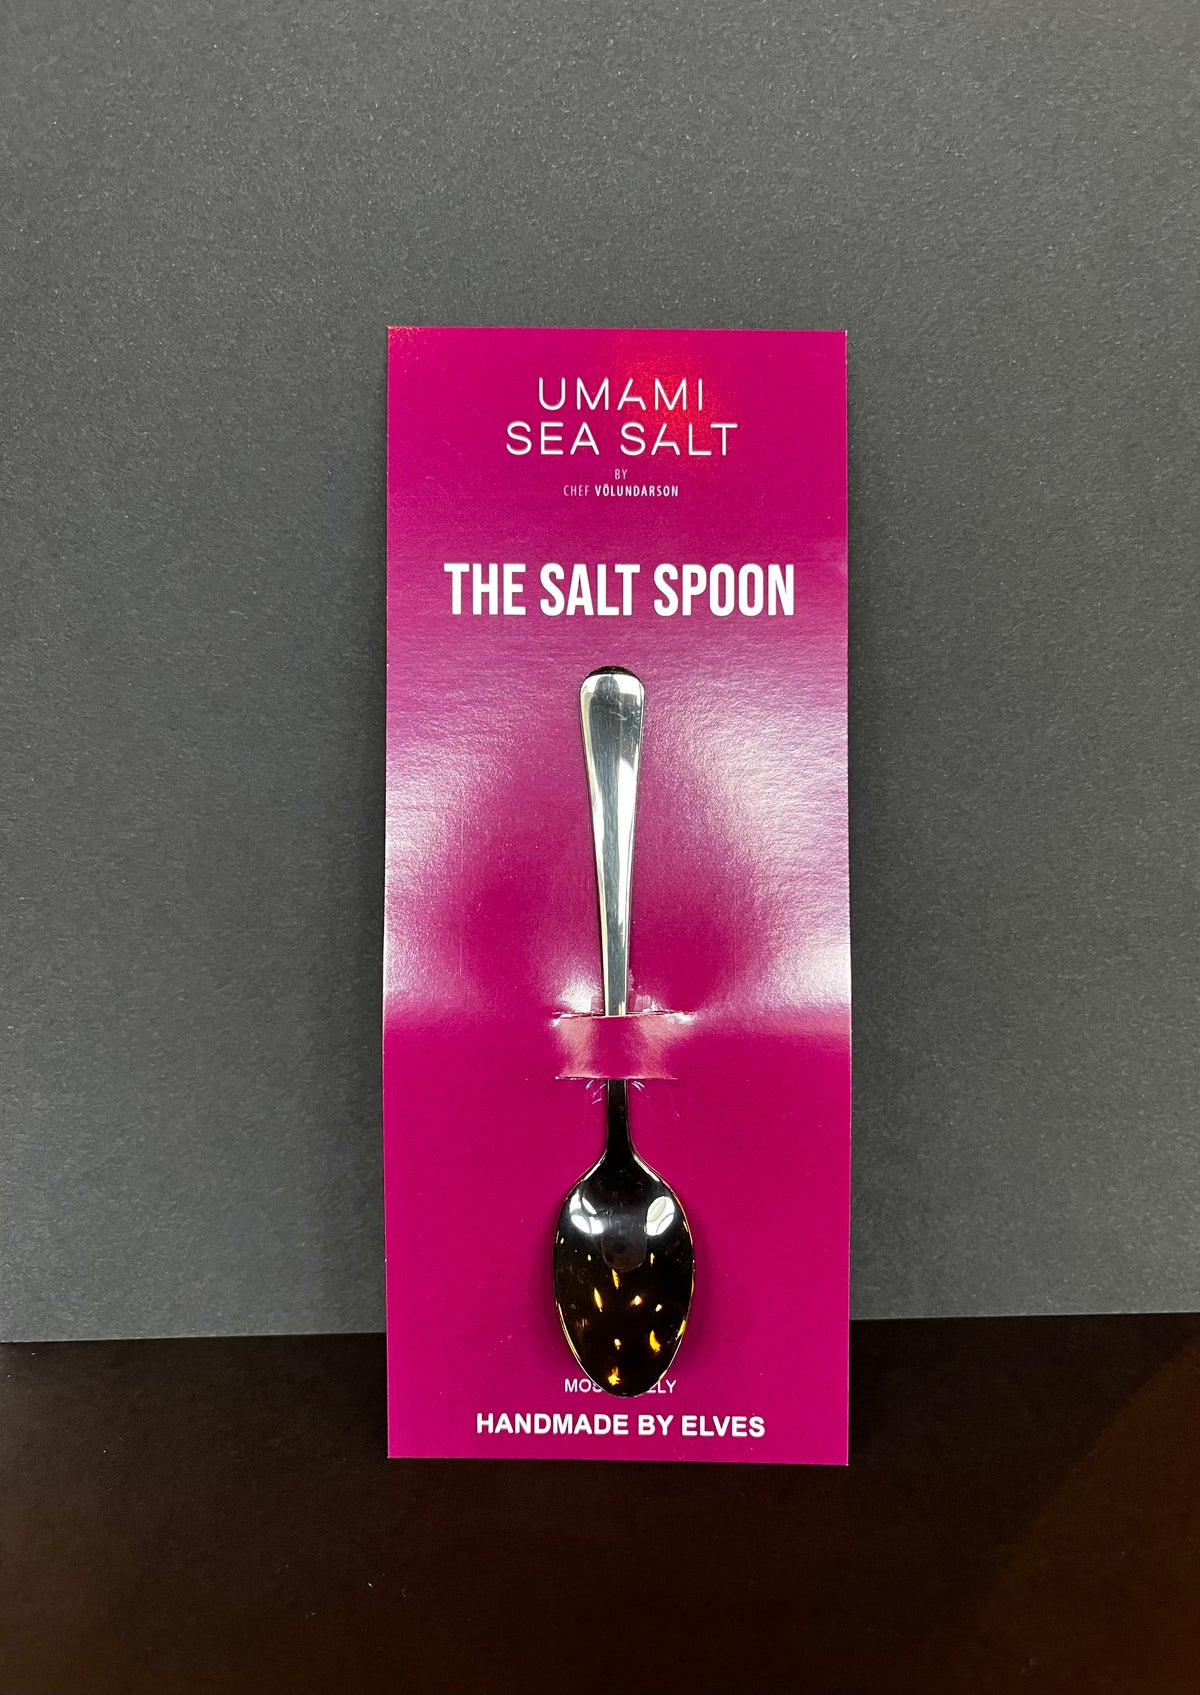 UMAMI
SEA SALT
BY
CHEF VÖLUNDARSON
THE SALT SPOON
HANDMADE BY ELVES